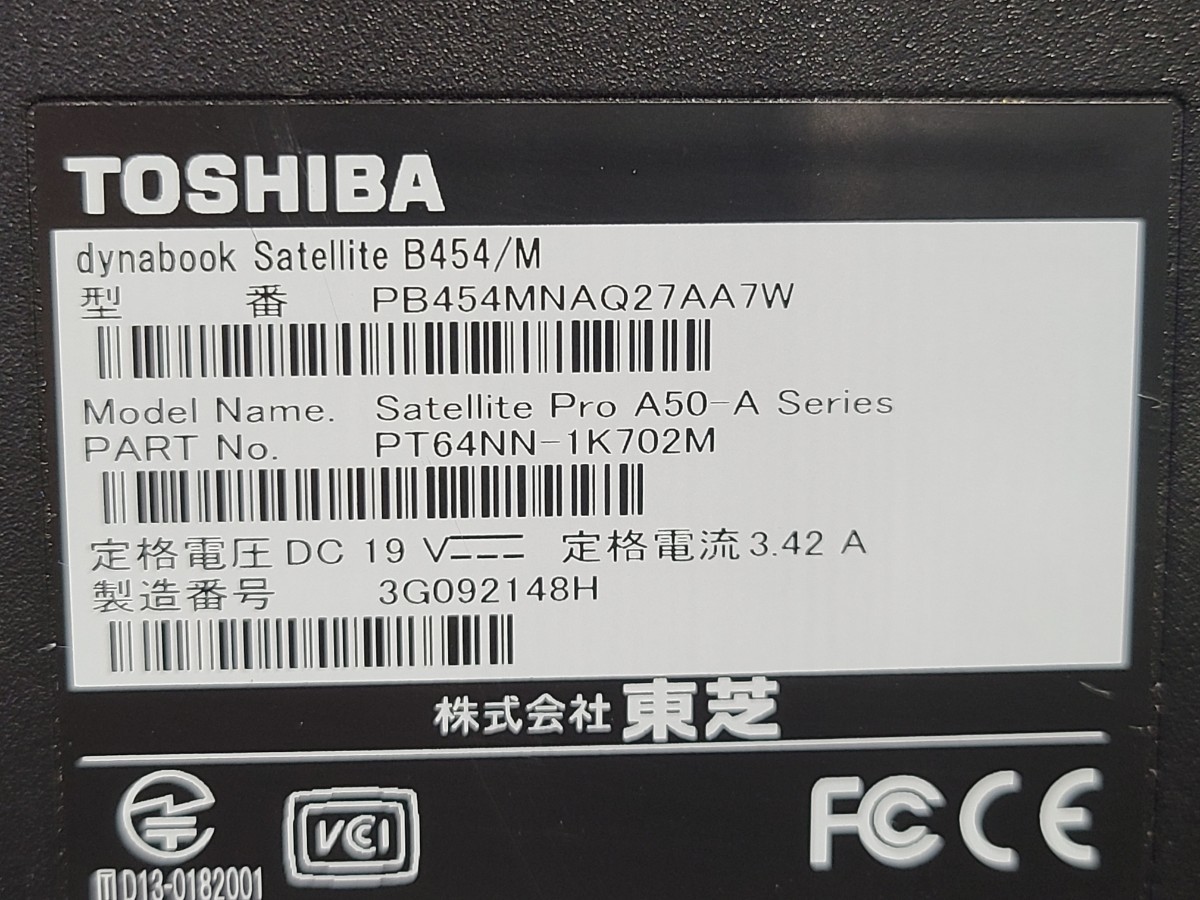 TOSHIBA
dynabook Satellite B454/M
型 番 PB454MNAQ27AA7W
Model Name. Satellite Pro A50-A Series
PART No. PT64NN-1K702M
定格電圧 DC 19 V⎓ 定格電流 3.42 A
製造番号 3G092148H
株式会社 東芝
VCI
FC CE
D13-0182001